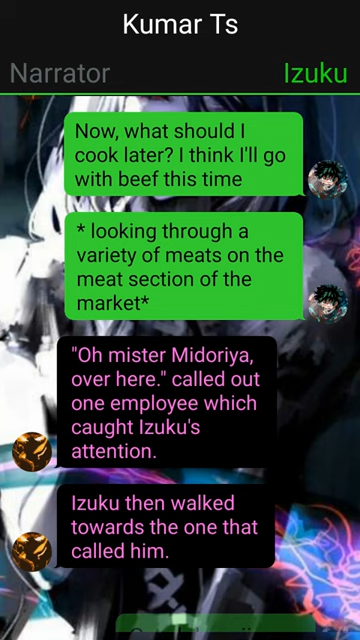 Kumar Ts
Narrator
Izuku
Now, what should I
cook later? I think I'll go
with beef this time
* looking through a
variety of meats on the
meat section of the
market*
"Oh mister Midoriya,
over here." called out
one employee which
caught Izuku's
attention.
Izuku then walked
towards the one that
called him.